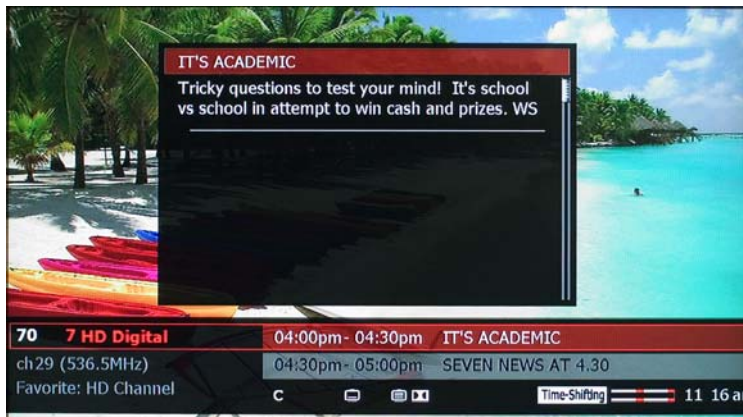 IT'S ACADEMIC
Tricky questions to test your mind! It's school
vs school in attempt to win cash and prizes. WS
70 7 HD Digital 04:00pm- 04:30pm IT'S ACADEMIC
ch29 (536.5MHz) 04:30pm- 05:00pm SEVEN NEWS AT 4.30
Favorite: HD Channel C Time-Shifting 11 16 a